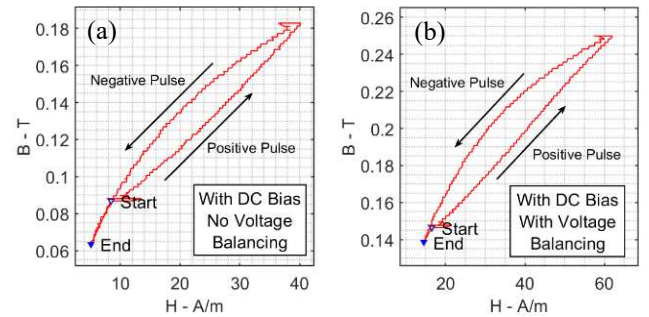 (a)
0.18
0.16
0.14
0.12
0.1
0.08
0.06
B - T
Negative Pulse
Positive Pulse
Start
End
With DC Bias
No Voltage
Balancing
10
20
30
40
H - A/m
(b)
0.26
0.24
0.22
0.2
0.18
0.16
0.14
B - T
Negative Pulse
Positive Pulse
Start
End
With DC Bias
With Voltage
Balancing
20
40
60
H - A/m